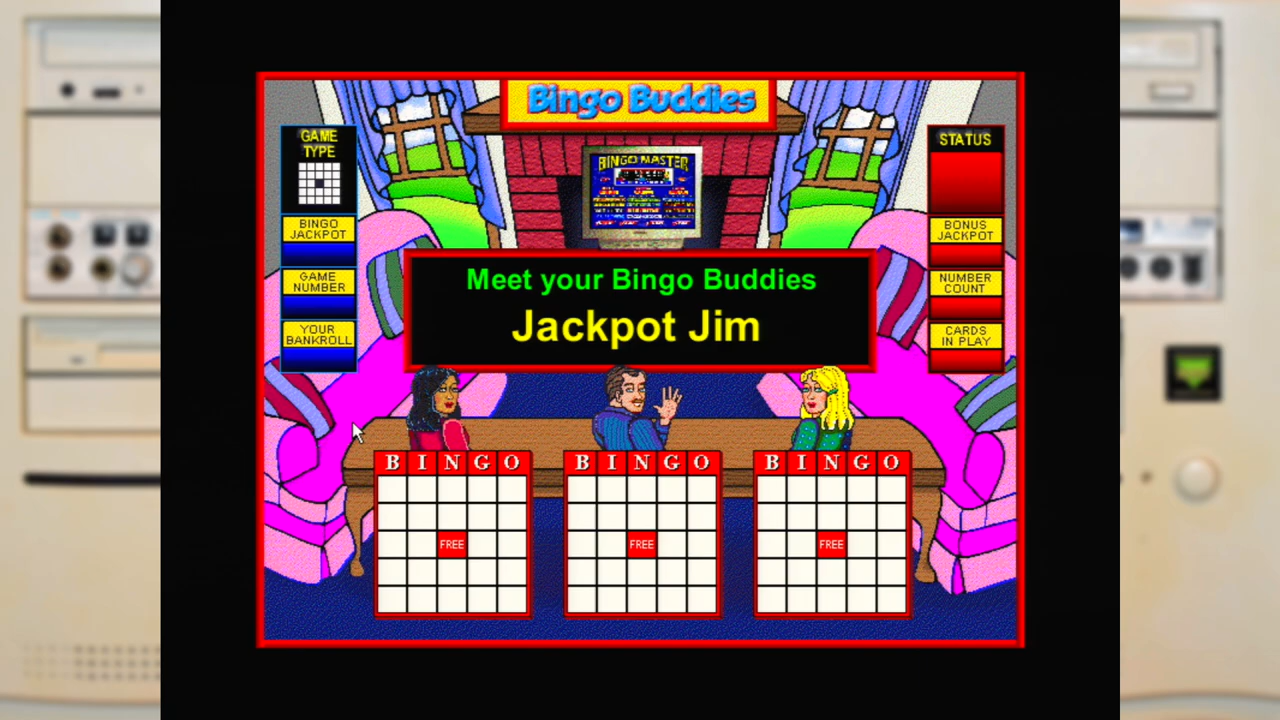 Bingo Buddies
GAME
TYPE
BINGO
JACKPOT
GAME
NUMBER
YOUR
BANKROLL
BINGO MASTER
STATUS
BONUS
JACKPOT
NUMBER
COUNT
CARDS
IN PLAY
Meet your Bingo Buddies
Jackpot Jim
B I N G O
FREE
B I N G O
FREE
B I N G O
FREE